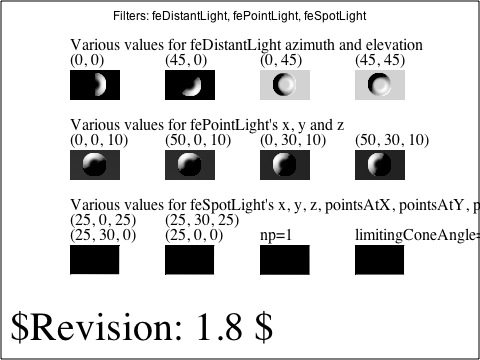 Filters: feDistantLight, fePointLight, feSpotLight
Various values for feDistantLight azimuth and elevation
(0, 0) (45, 0) (0, 45) (45, 45)
Various values for fePointLight's x, y and z
(0, 0, 10) (50, 0, 10) (0, 30, 10) (50, 30, 10)
Various values for feSpotLight's x, y, z, pointsAtX, pointsAtY, p
(25, 0, 25) (25, 30, 25)
(25, 30, 0) (25, 0, 0) np=1 limitingConeAngle=
$Revision: 1.8 $